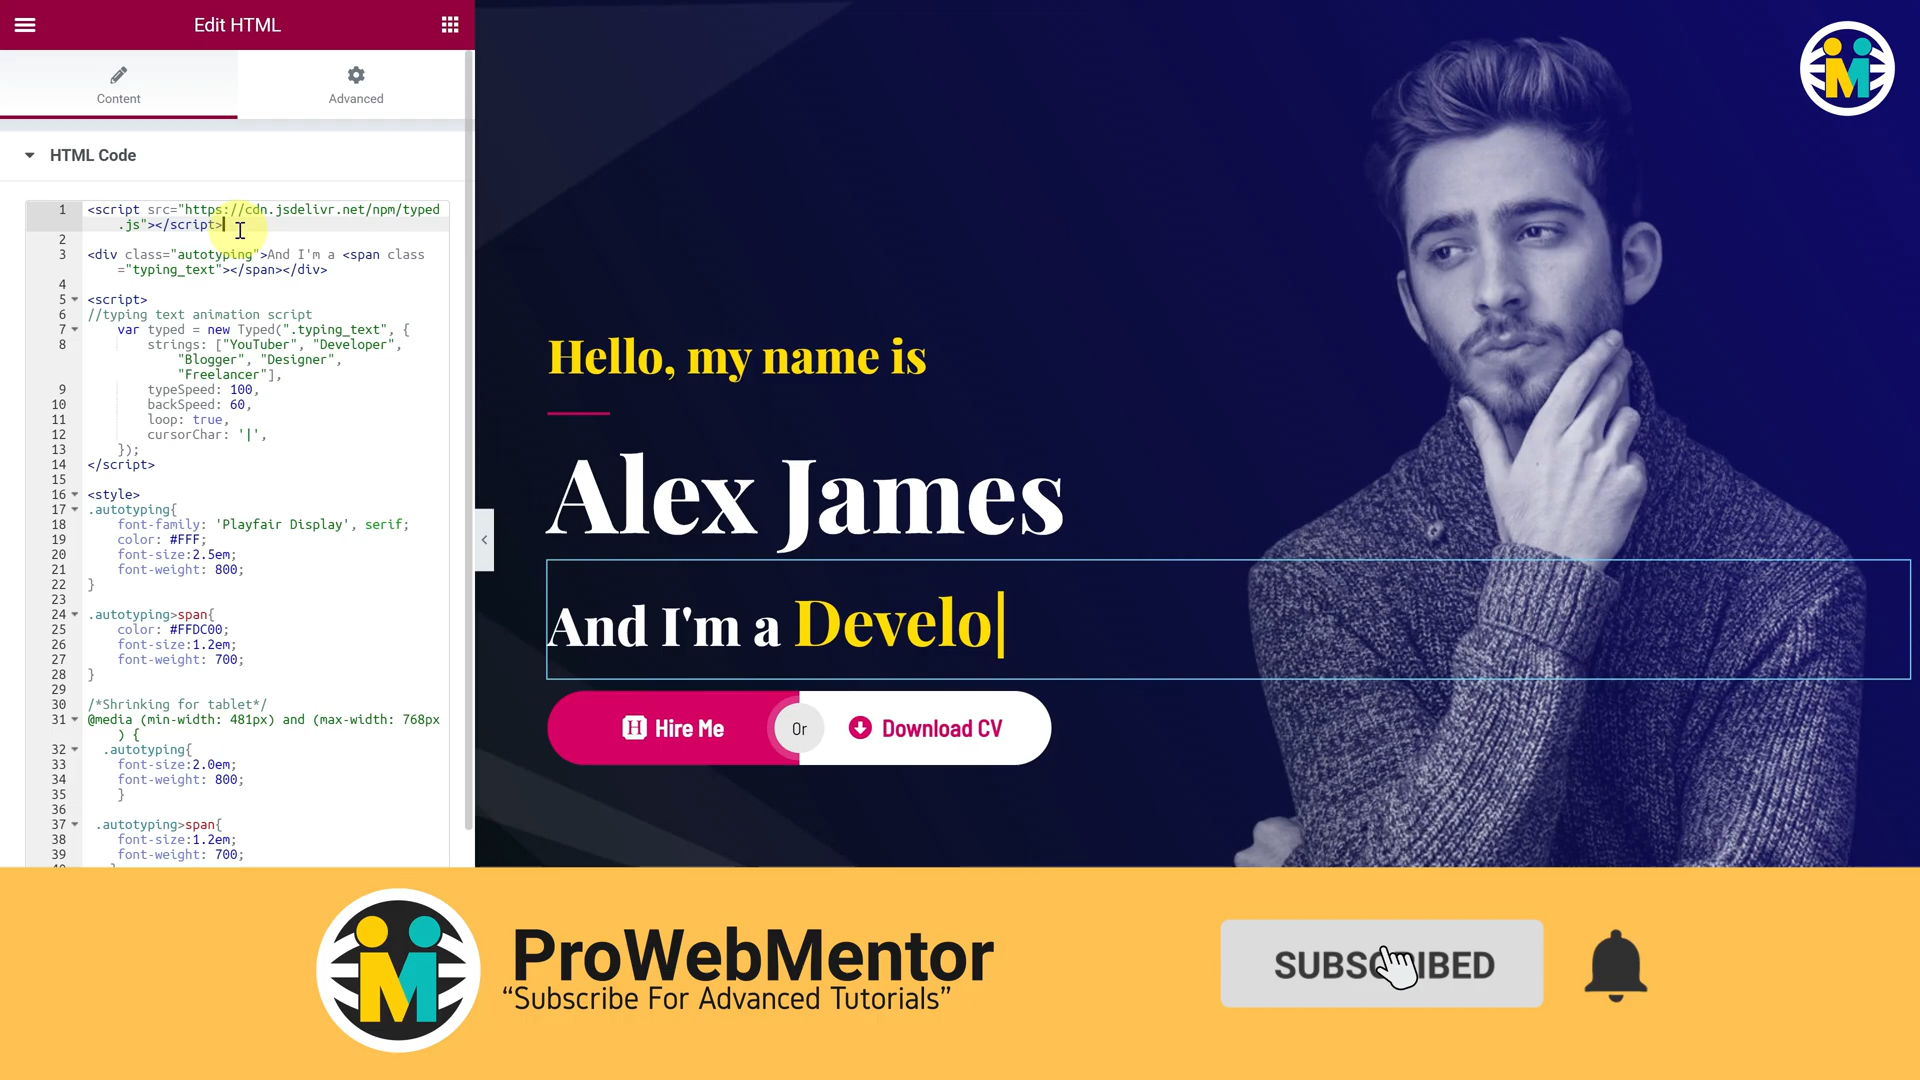 Edit HTML
Content
Advanced
HTML Code
1 <script src="https://cdn.jsdelivr.net/npm/typed
.js"></script>
2
3 <div class="autotyping">And I'm a <span class
="typing_text"></span></div>
4
5 <script>
6 //typing text animation script
7 var typed = new Typed(".typing_text", {
8 strings: ["YouTuber", "Developer",
"Blogger", "Designer",
"Freelancer"],
9 typeSpeed: 100,
10 backSpeed: 60,
11 loop: true,
12 cursorChar: '|',
13 });
14 </script>
15
16 <style>
17 .autotyping{
18 font-family: 'Playfair Display', serif;
19 color: #FFF;
20 font-size:2.5em;
21 font-weight: 800;
22 }
23
24 .autotyping>span{
25 color: #FFDC00;
26 font-size:1.2em;
27 font-weight: 700;
28 }
29
30 /*Shrinking for tablet*/
31 @media (min-width: 481px) and (max-width: 768px
) {
32 .autotyping{
33 font-size:2.0em;
34 font-weight: 800;
35 }
36
37 .autotyping>span{
38 font-size:1.2em;
39 font-weight: 700;
Hello, my name is
Alex James
And I'm a Develo|
Hire Me
Or
Download CV
M
M
ProWebMentor
“Subscribe For Advanced Tutorials”
SUBSCRIBED